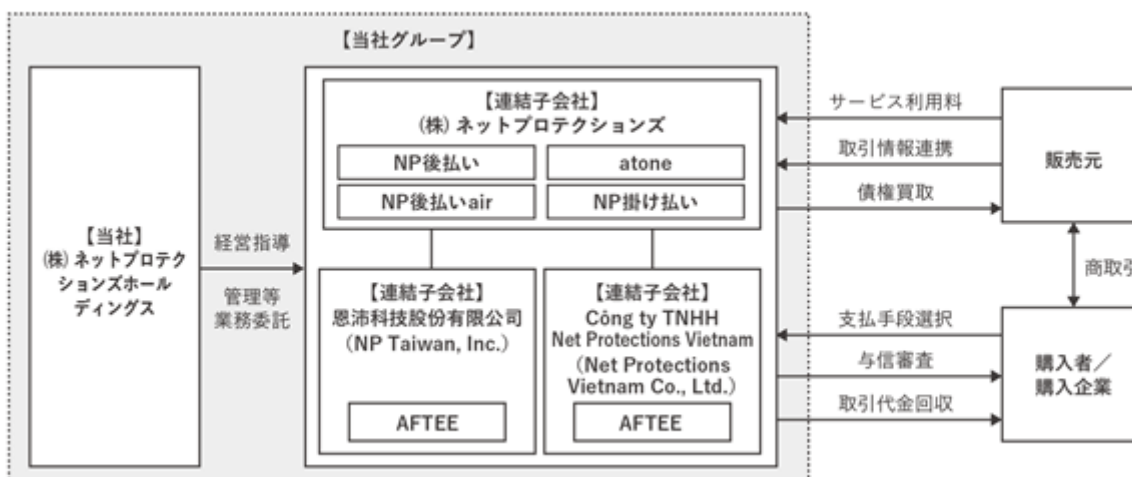 【当社グループ】
【当社】
(株) ネットプロテク
ションズホール
ディングス
経営指導
管理等
業務委託
【連結子会社】
(株) ネットプロテクションズ
NP後払い
atone
NP後払いair
NP掛け払い
【連結子会社】
恩沛科技股份有限公司
(NP Taiwan, Inc.)
AFTEE
【連結子会社】
Công ty TNHH
Net Protections Vietnam
(Net Protections
Vietnam Co., Ltd.)
AFTEE
サービス利用料
取引情報連携
債権買取
販売元
商取引
支払手段選択
与信審査
取引代金回収
購入者／
購入企業